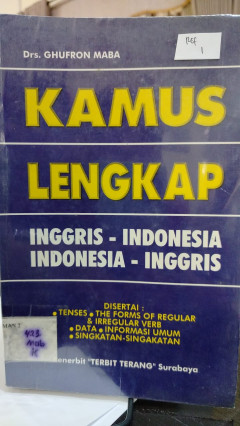 Drs. GHUFRON MABA
KAMUS
LENGKAP
INGGRIS - INDONESIA
INDONESIA - INGGRIS
DISERTAI :
• TENSES • THE FORMS OF REGULAR
& IRREGULAR VERB
• DATA • INFORMASI UMUM
• SINGKATAN-SINGAKATAN
Penerbit "TERBIT TERANG" Surabaya